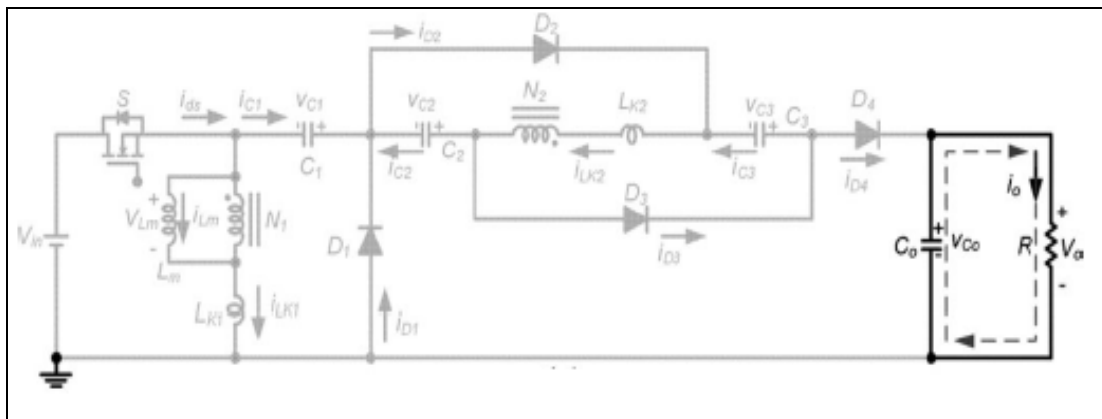 i_D2
D_2
S
i_ds
i_C1
v_C1
v_C2
N_2
L_K2
v_C3
C_3
D_4
C_1
C_2
i_C2
i_LK2
i_C3
i_D4
V_in
V_Lm
i_Lm
N_1
D_1
D_3
i_D3
i_o
C_o
v_Co
R
V_o
L_m
L_K1
i_LK1
i_D1